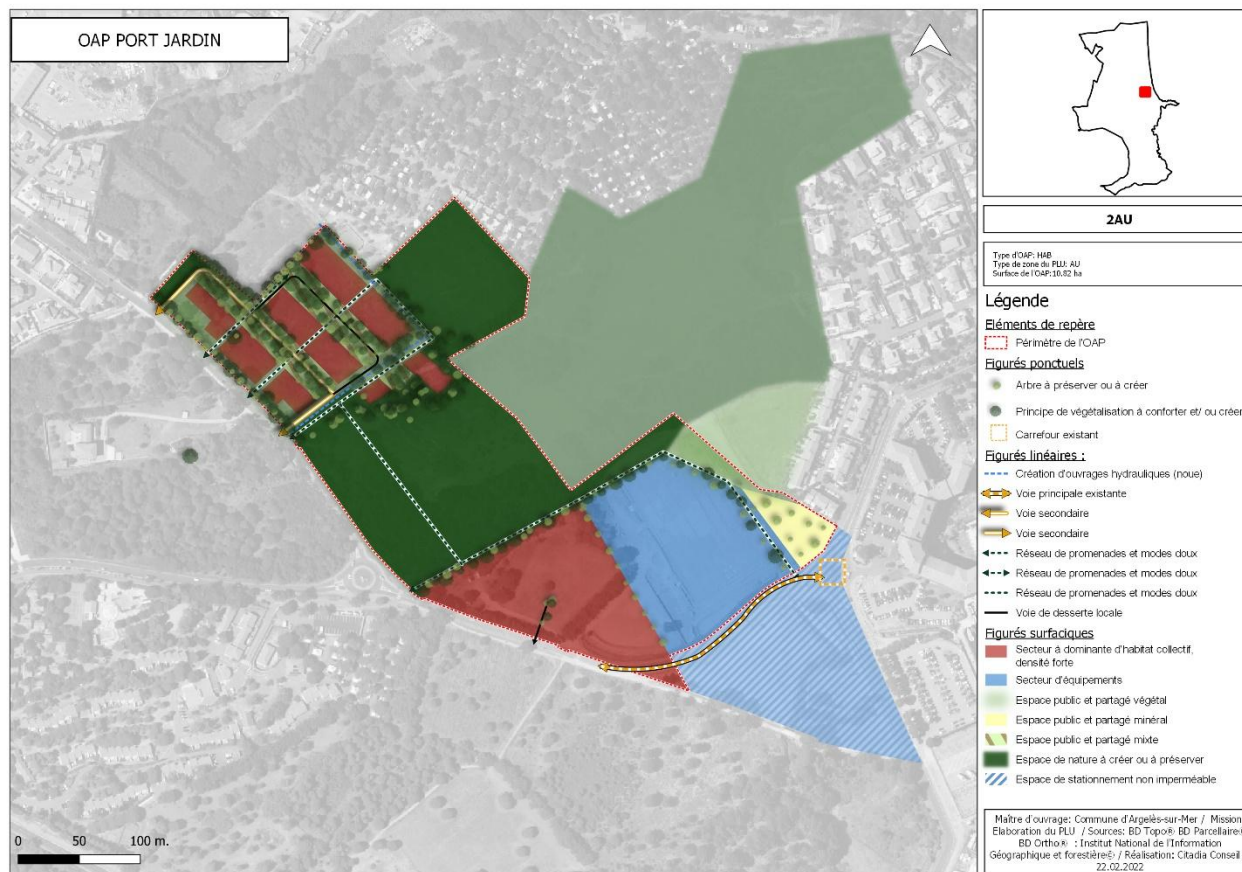 OAP PORT JARDIN
0 50 100 m.
2AU
Type d'OAP: HAB
Type de zone du PLU: AU
Surface de l'OAP:10.82 ha
Légende
Eléments de repère
Périmètre de l'OAP
Figurés ponctuels
Arbre à préserver ou à créer
Principe de végétalisation à conforter et/ ou créer
Carrefour existant
Figurés linéaires :
Création d'ouvrages hydrauliques (noue)
Voie principale existante
Voie secondaire
Voie secondaire
Réseau de promenades et modes doux
Réseau de promenades et modes doux
Réseau de promenades et modes doux
Voie de desserte locale
Figurés surfaciques
Secteur à dominante d'habitat collectif,
densité forte
Secteur d'équipements
Espace public et partagé végétal
Espace public et partagé minéral
Espace public et partagé mixte
Espace de nature à créer ou à préserver
Espace de stationnement non imperméable
Maître d'ouvrage: Commune d'Argelès-sur-Mer / Mission
Elaboration du PLU / Sources: BD Topo® BD Parcellaire®
BD Ortho® : Institut National de l'Information
Géographique et forestière© / Réalisation: Citadia Conseil
22.02.2022